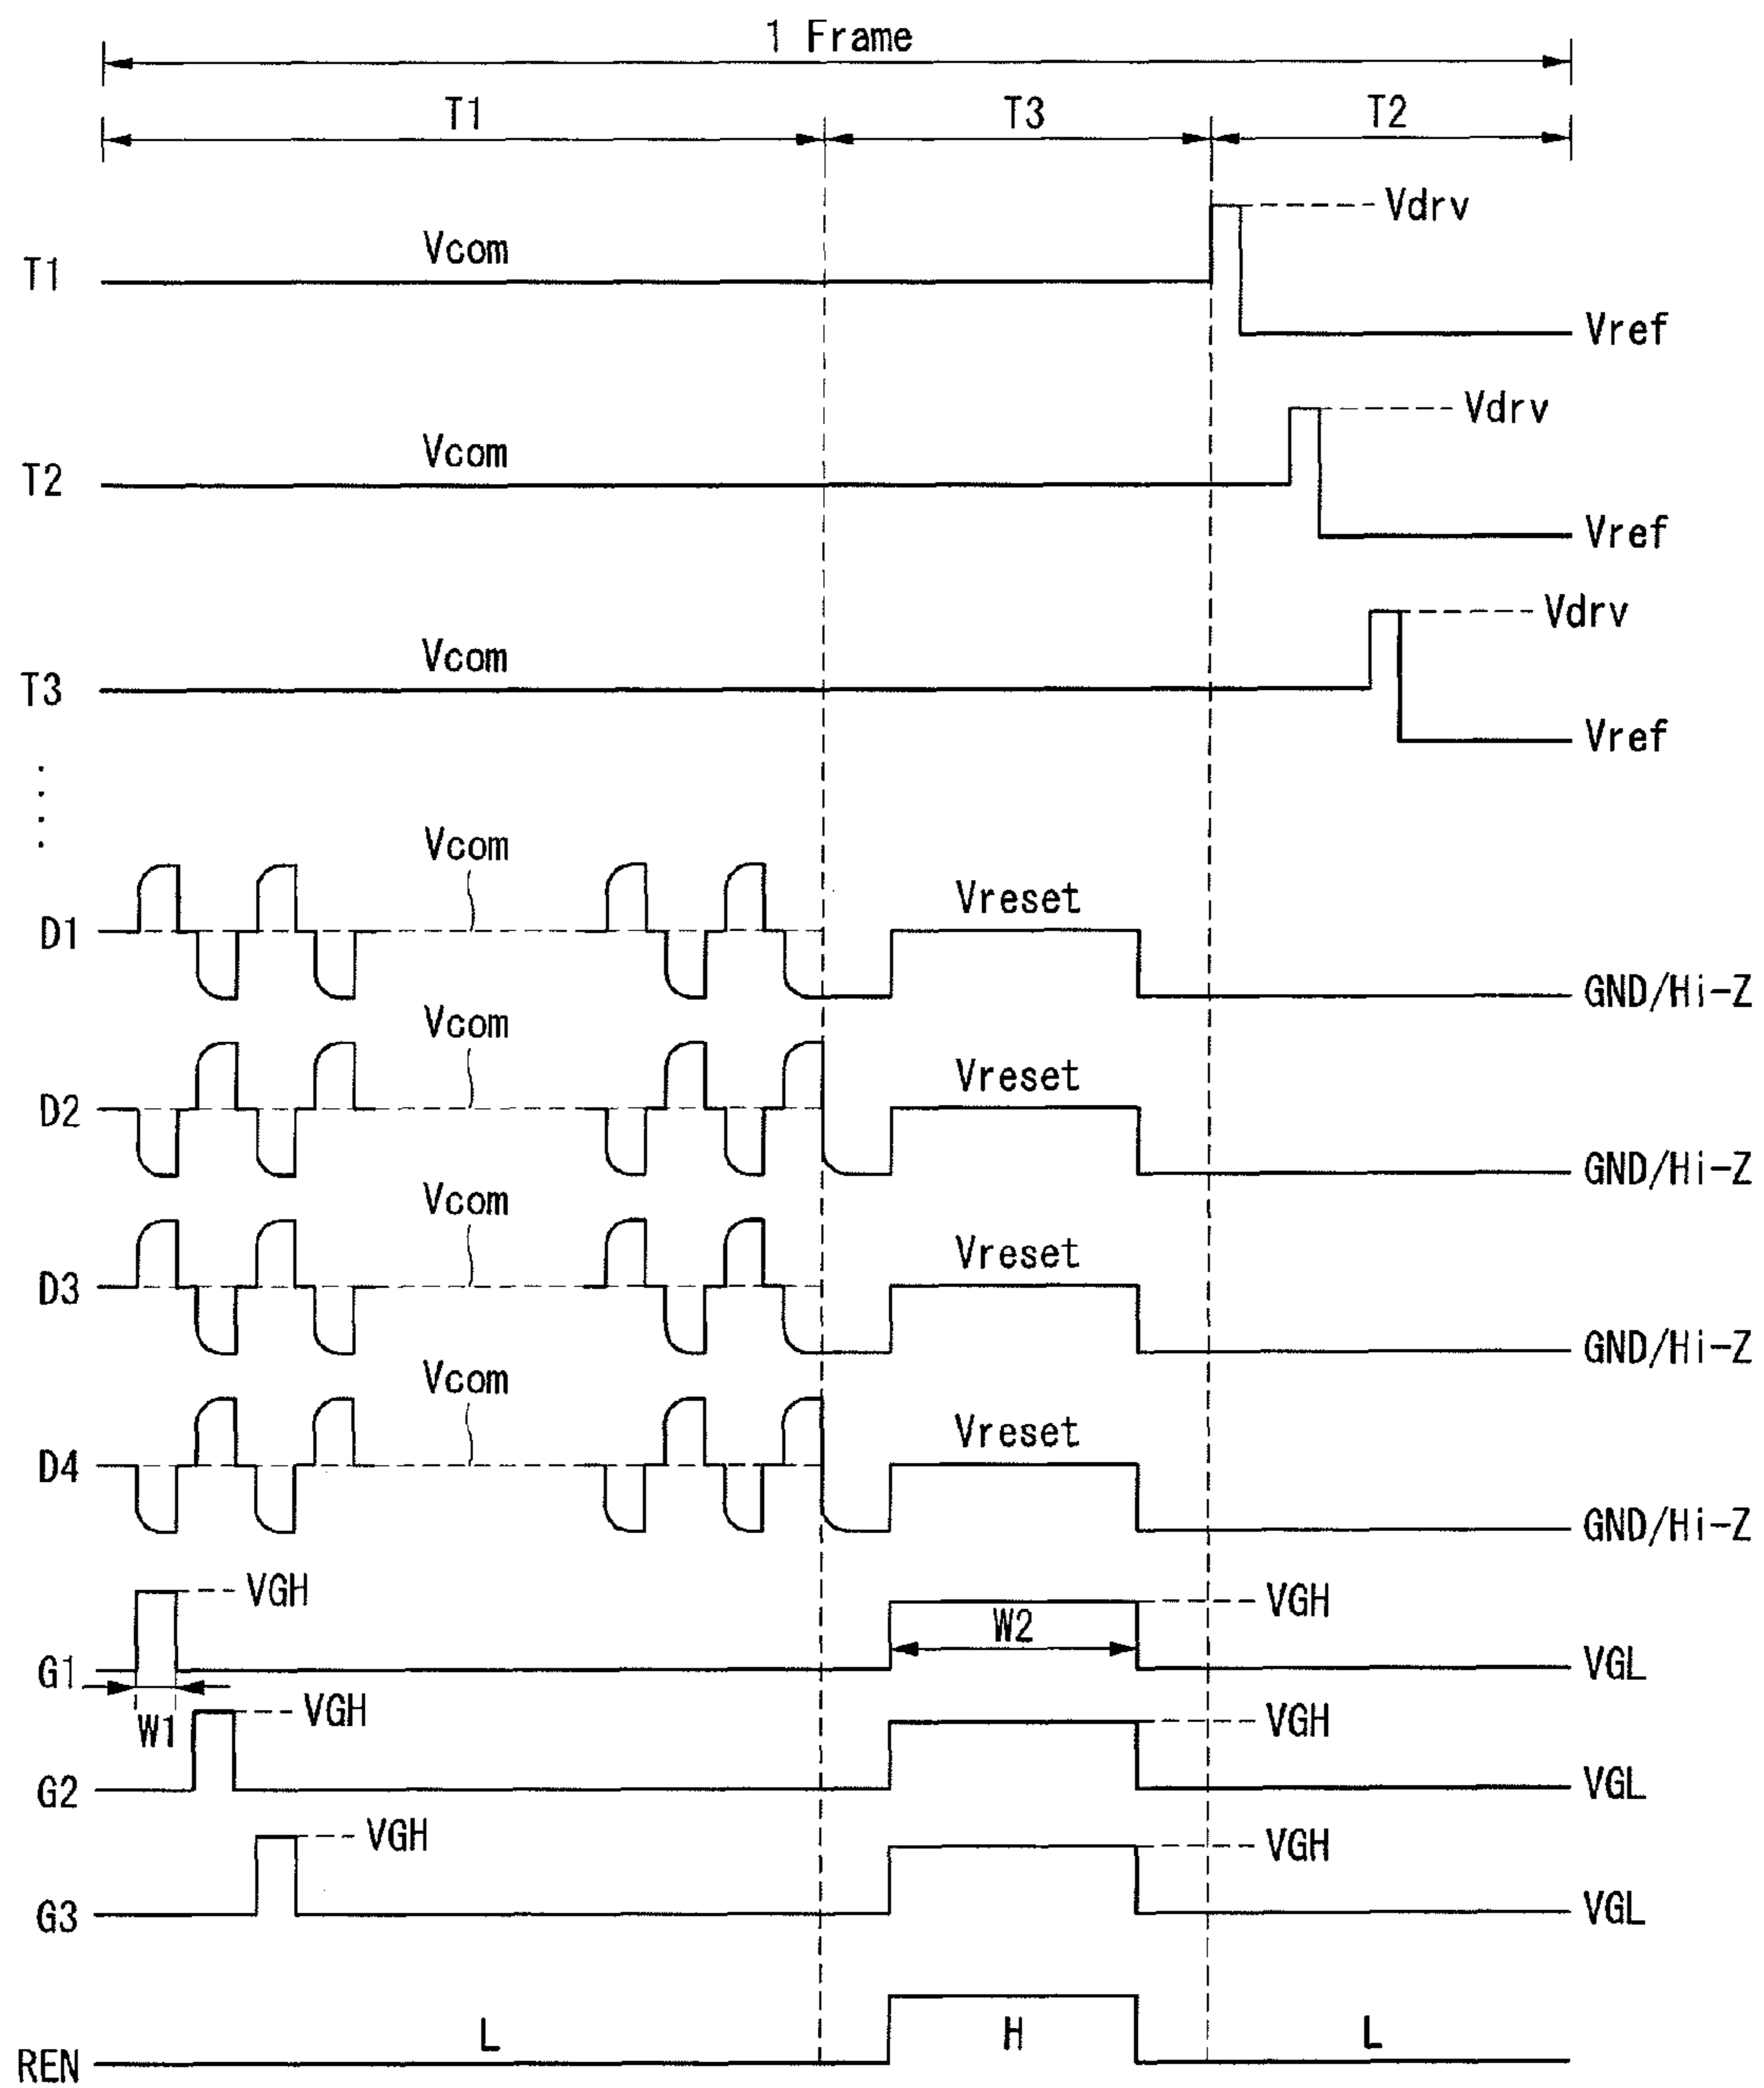 1 Frame
T1 T3 T2
Vdrv
T1 Vcom
Vref
Vdrv
T2 Vcom
Vref
Vdrv
T3 Vcom
Vref
Vcom
D1 Vreset
GND/Hi-Z
Vcom
D2 Vreset
GND/Hi-Z
Vcom
D3 Vreset
GND/Hi-Z
Vcom
D4 Vreset
GND/Hi-Z
VGH VGH
G1 W2 VGL
W1 VGH VGH
G2 VGL
VGH VGH
G3 VGL
L H L
REN